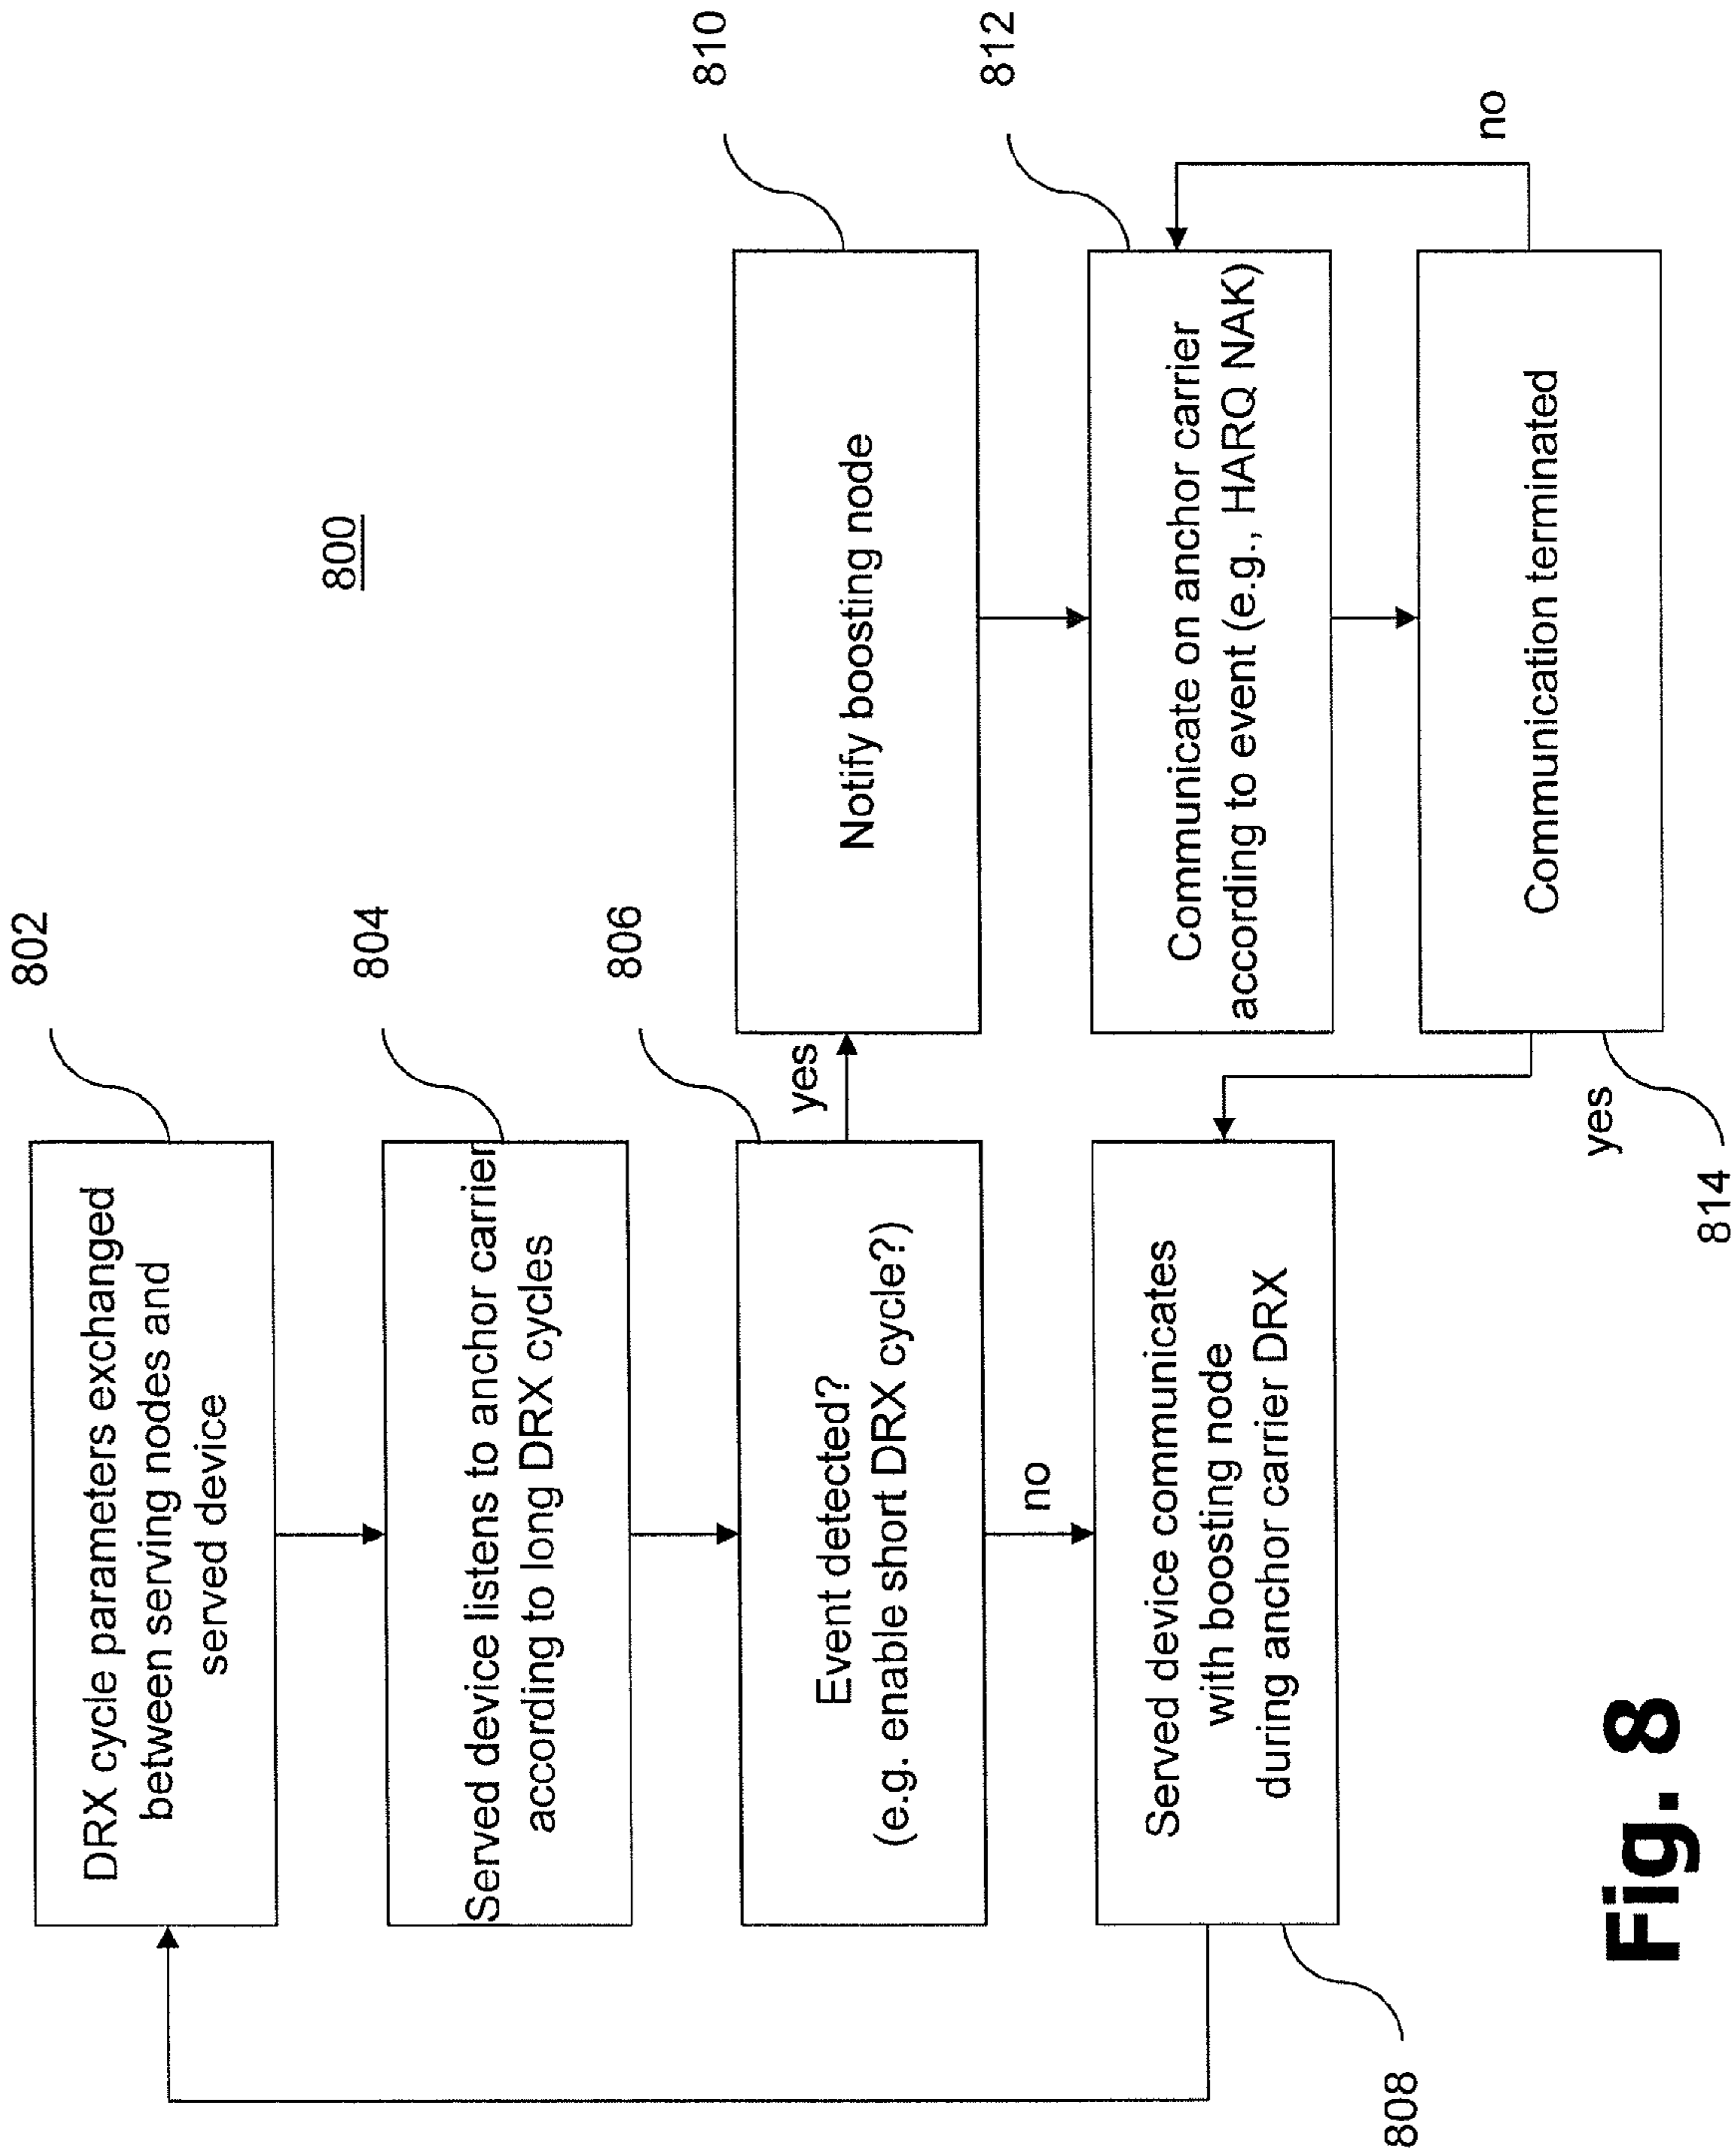 800
802
DRX cycle parameters exchanged
between serving nodes and
served device
804
Served device listens to anchor carrier
according to long DRX cycles
806
Event detected?
(e.g. enable short DRX cycle?)
yes
no
Served device communicates
with boosting node
during anchor carrier DRX
808
810
Notify boosting node
812
Communicate on anchor carrier
according to event (e.g., HARQ NAK)
no
Communication terminated
yes
814
Fig. 8